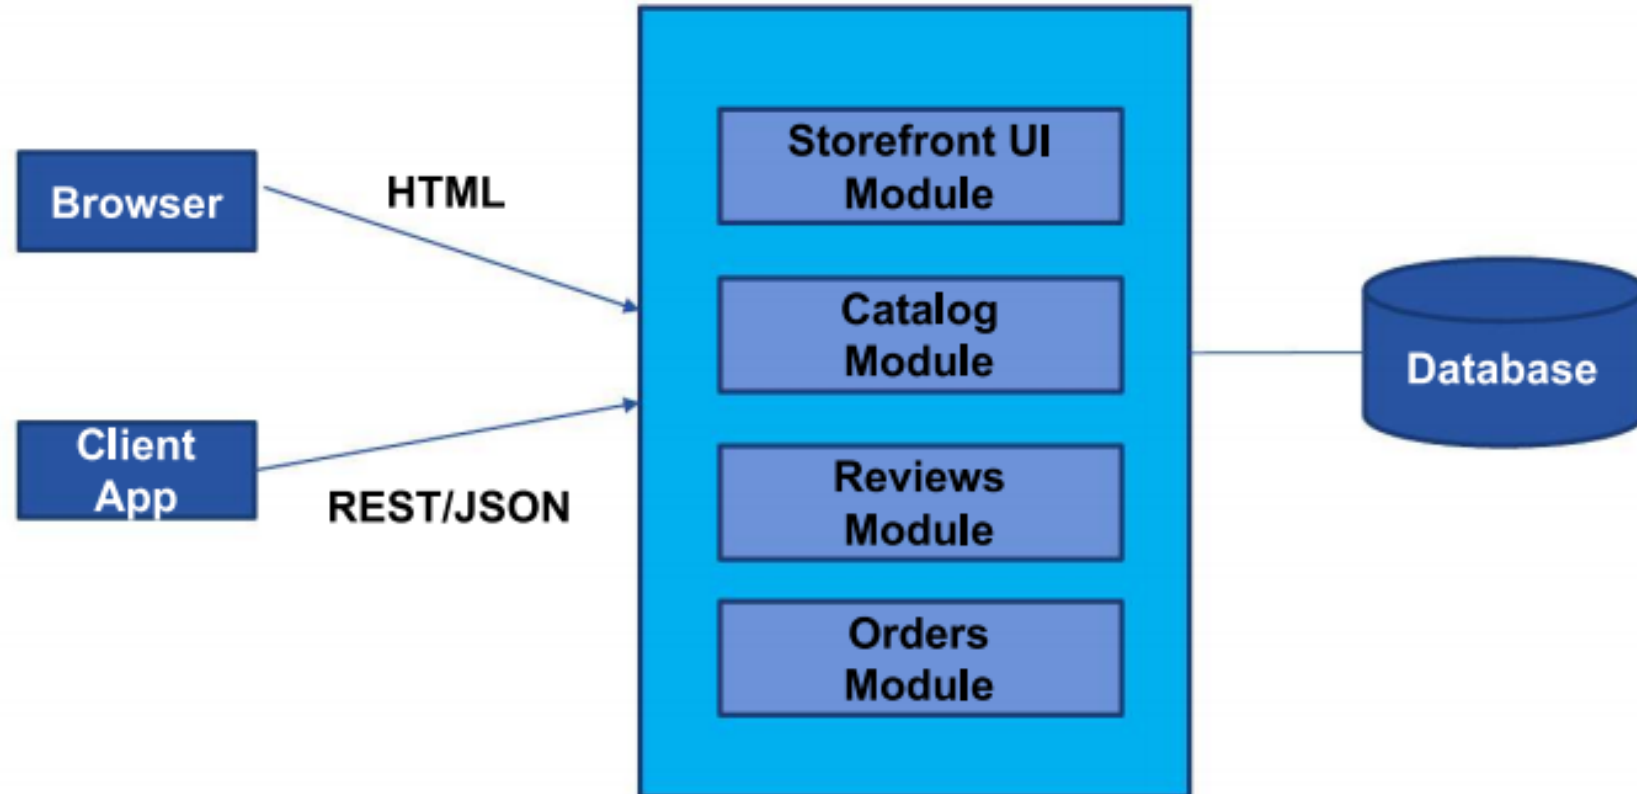 Browser
HTML
Client
App
REST/JSON
Storefront UI
Module
Catalog
Module
Reviews
Module
Orders
Module
Database